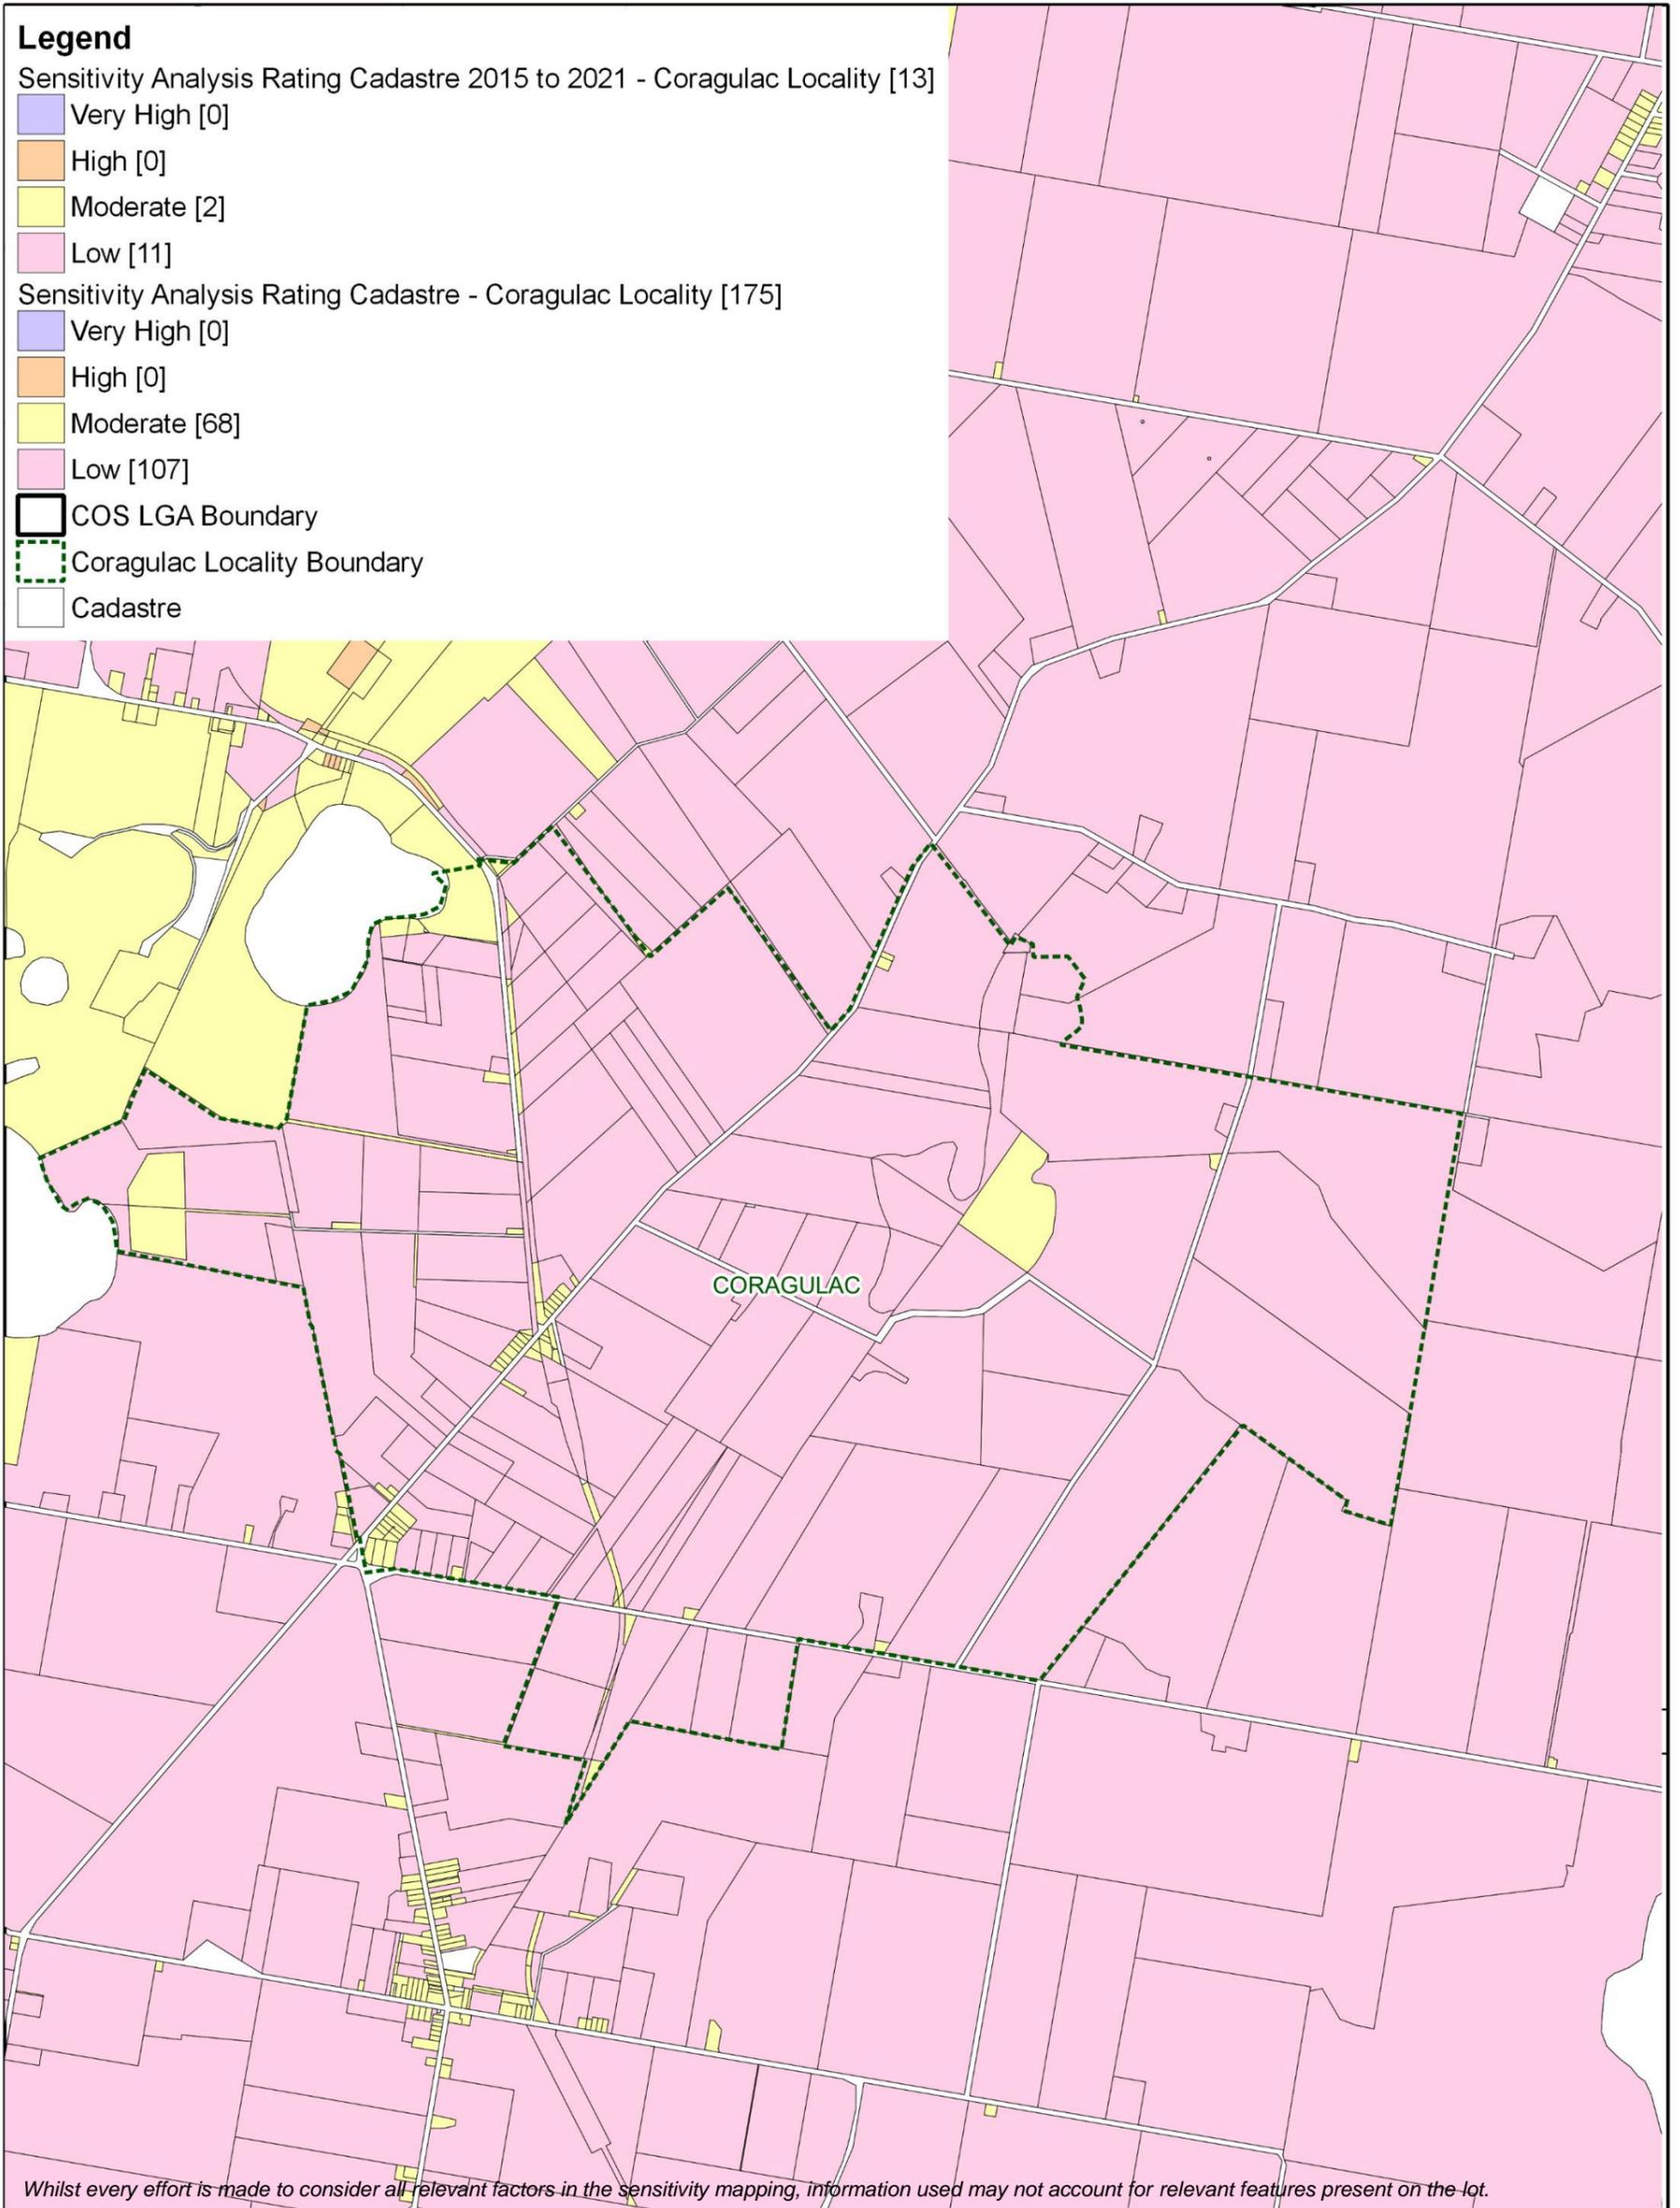 Legend
Sensitivity Analysis Rating Cadastre 2015 to 2021 - Coragulac Locality [13]
Very High [0]
High [0]
Moderate [2]
Low [11]
Sensitivity Analysis Rating Cadastre - Coragulac Locality [175]
Very High [0]
High [0]
Moderate [68]
Low [107]
COS LGA Boundary
Coragulac Locality Boundary
Cadastre
CORAGULAC
Whilst every effort is made to consider all relevant factors in the sensitivity mapping, information used may not account for relevant features present on the lot.